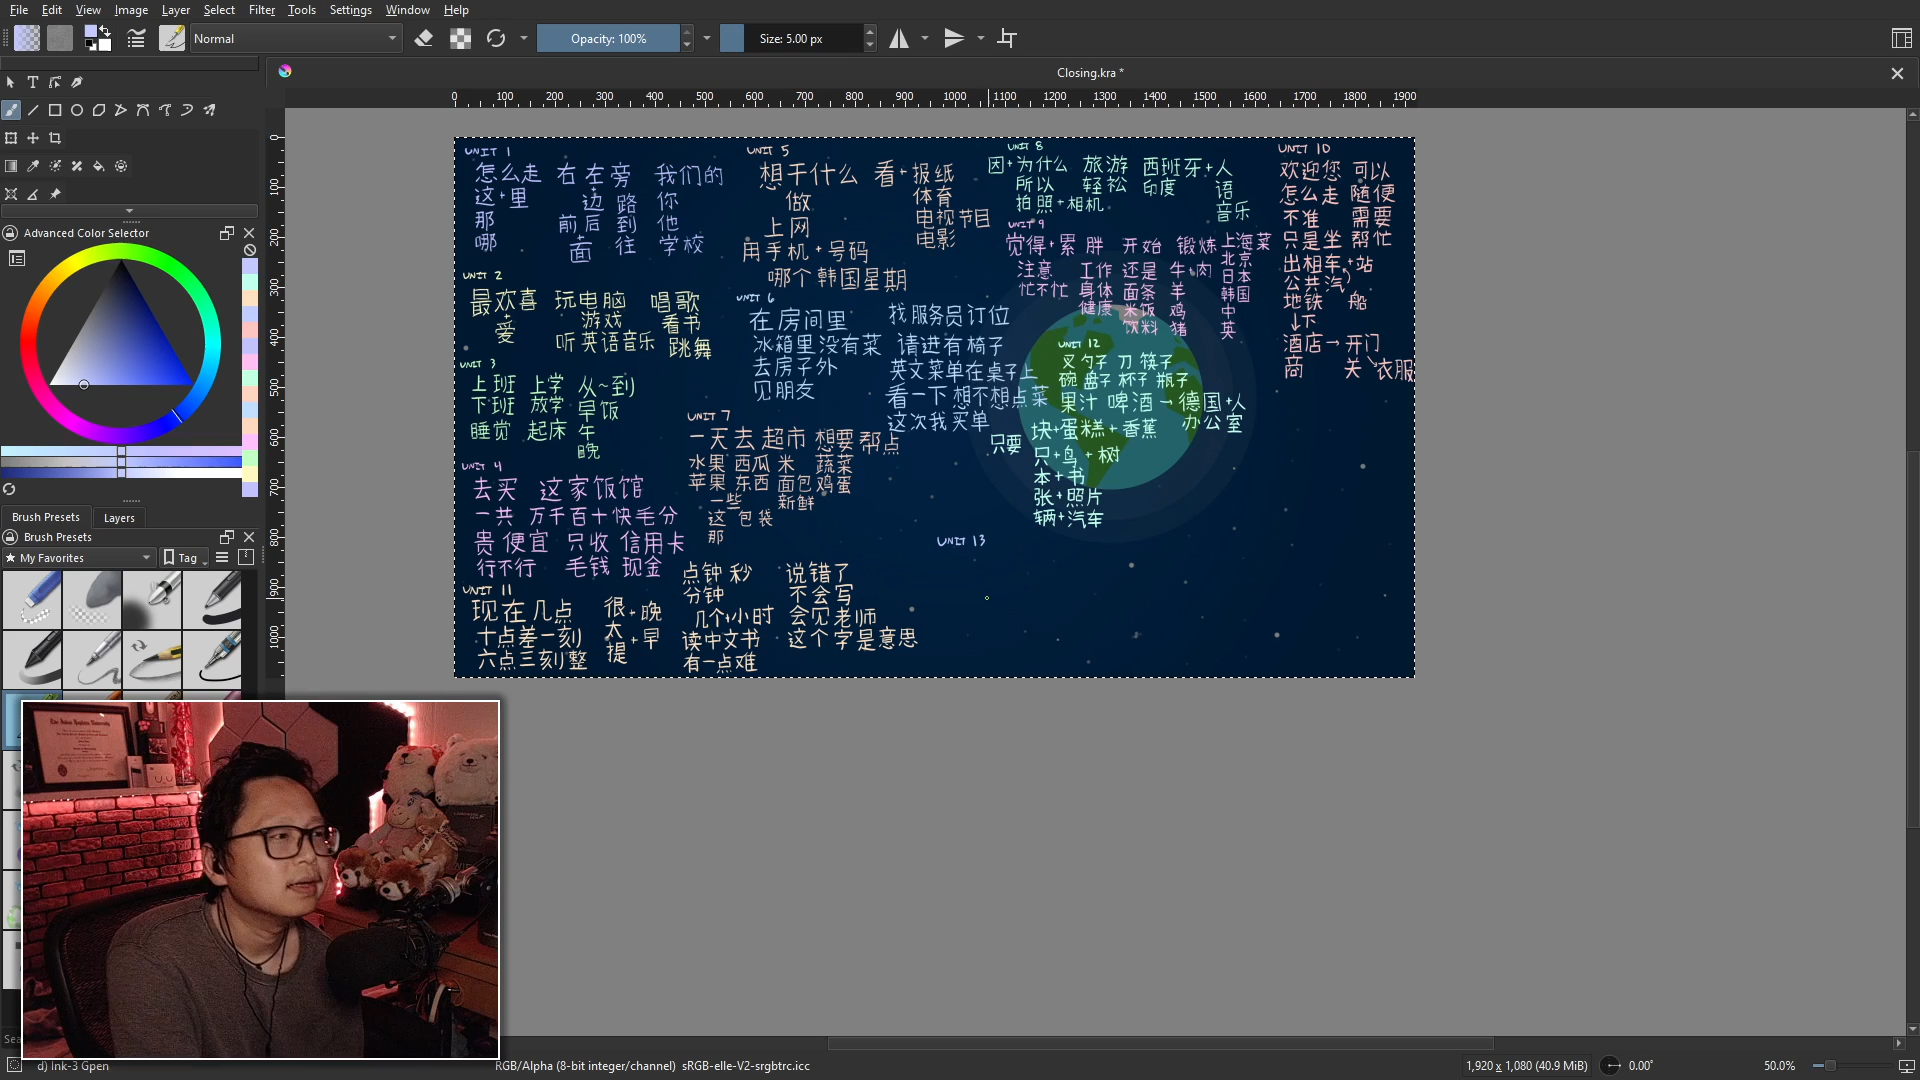 File Edit View Image Layer Select Filter Tools Settings Window Help
Normal
Opacity: 100%
Size: 5.00 px
Closing.kra *
0 100 200 300 400 500 600 700 800 900 1000 1100 1200 1300 1400 1500 1600 1700 1800 1900
Advanced Color Selector
Brush Presets Layers
Brush Presets
My Favorites
Tag
UNIT 1
怎么走 右左旁 我们的
这+里 边 路 你
那 前后 到 他
哪 面 往 学校
UNIT 2
最欢喜 玩电脑 唱歌
+爱 游戏 看书
听英语音乐 跳舞
UNIT 3
上班 上学 从~到
下班 放学 早饭
睡觉 起床 午
晚
UNIT 4
去买 这家饭馆
一共 万千百十快毛分
贵便宜 只收 信用卡
行不行 毛钱 现金
UNIT 5
想干什么 看+报纸
做 体育
上网 电视节目
用手机+号码 电影
哪个韩国星期
UNIT 6
在房间里 找服务员订位
冰箱里没有菜 请进有椅子
去房子外 英文菜单在桌子上
见朋友 看一下想不想点菜
这次我买单
UNIT 7
一天去超市 想要帮点
水果西瓜米 蔬菜
苹果东西面包鸡蛋
一些 新鲜
这 包袋
那
UNIT 8
因+为什么 旅游 西班牙+人
所以 轻松 印度 语
拍照+相机 音乐
UNIT 9
觉得+累 胖 开始 锻炼 上海菜
注意 工作 还是 牛+肉 北京
忙不忙 身体 面条 羊 日本
健康 米饭 鸡 韩国
饮料 猪 中
英
UNIT 10
欢迎您 可以
怎么走 随便
不准 需要
只是坐 帮忙
出租车+站
公共汽
地铁 船
↓下
酒店→开门
商 关 衣服
UNIT 11
现在几点 很+晚
十点差一刻 太+早
六点三刻整 提
点钟 秒 说错了
分钟 不会写
几个+小时 会见老师
读中文书 这个字是意思
有一点难
UNIT 12
叉勺子 刀 筷子
碗 盘子 杯子 瓶子
果汁 啤酒→德国+人
块+蛋糕+香蕉 办公室
只要 只+鸟+树
本+书
张+照片
辆+汽车
UNIT 13
d) Ink-3 Gpen
RGB/Alpha (8-bit integer/channel) sRGB-elle-V2-srgbtrc.icc
1,920 x 1,080 (40.9 MiB)
0.00°
50.0%